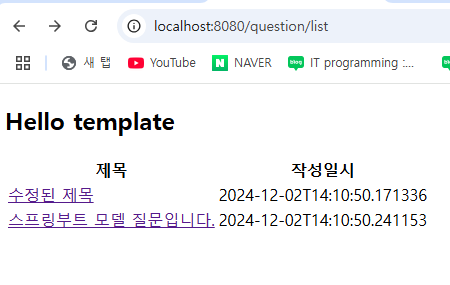 localhost:8080/question/list
새 탭 YouTube NAVER IT programming :...
Hello template
제목 작성일시
수정된 제목 2024-12-02T14:10:50.171336
스프링부트 모델 질문입니다. 2024-12-02T14:10:50.241153